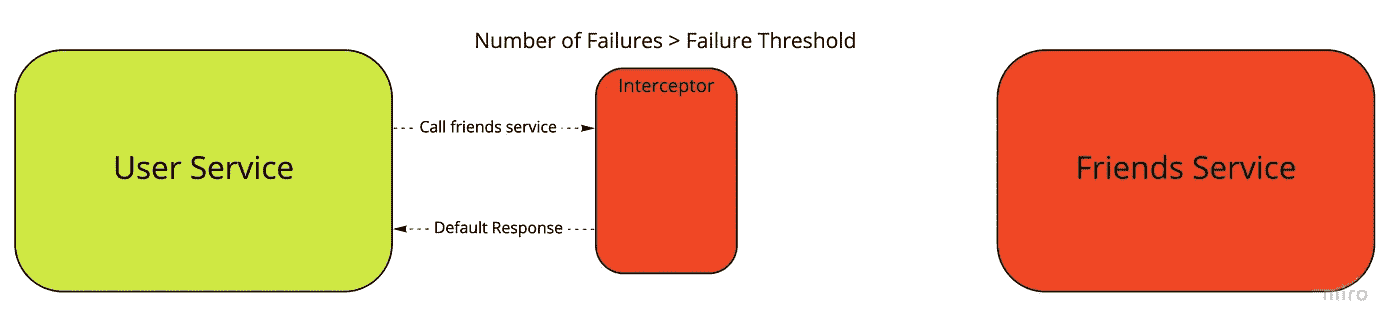 Number of Failures > Failure Threshold
Interceptor
Call friends service
User Service
Friends Service
Default Response
miro